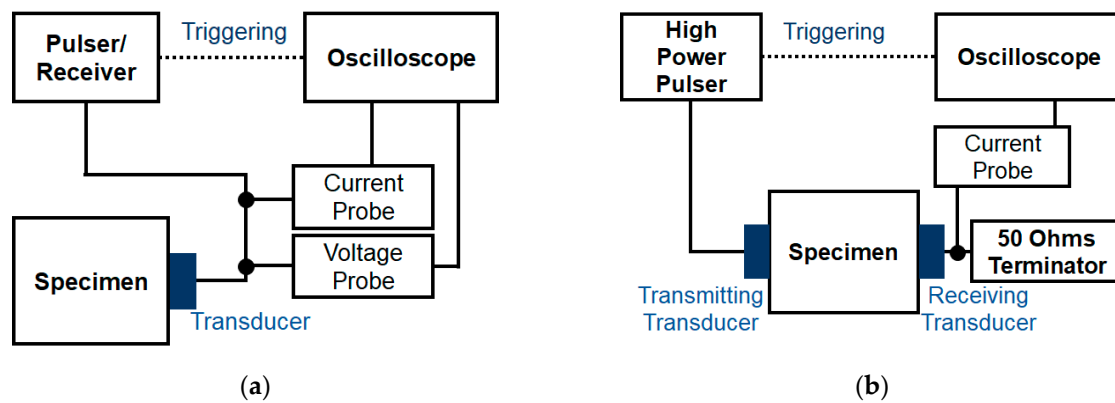 Pulser/
Receiver
Triggering
Oscilloscope
Current
Probe
Voltage
Probe
Specimen
Transducer
(a)
High
Power
Pulser
Triggering
Oscilloscope
Current
Probe
Specimen
50 Ohms
Terminator
Transmitting
Transducer
Receiving
Transducer
(b)